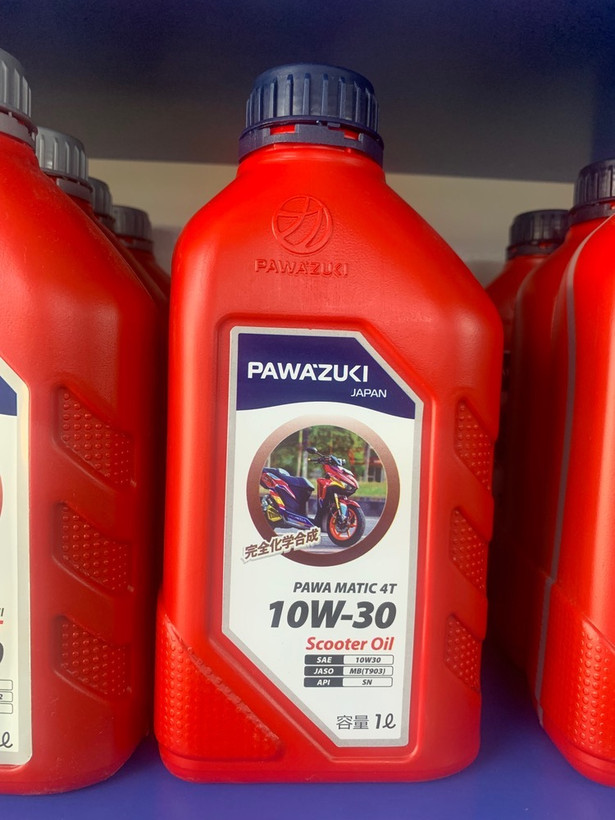 PAWAZUKI
PAWAZUKI
JAPAN
完全化学合成
PAWA MATIC 4T
10W-30
Scooter Oil
SAE 10W30
JASO MB(T903)
API SN
容量 1ℓ